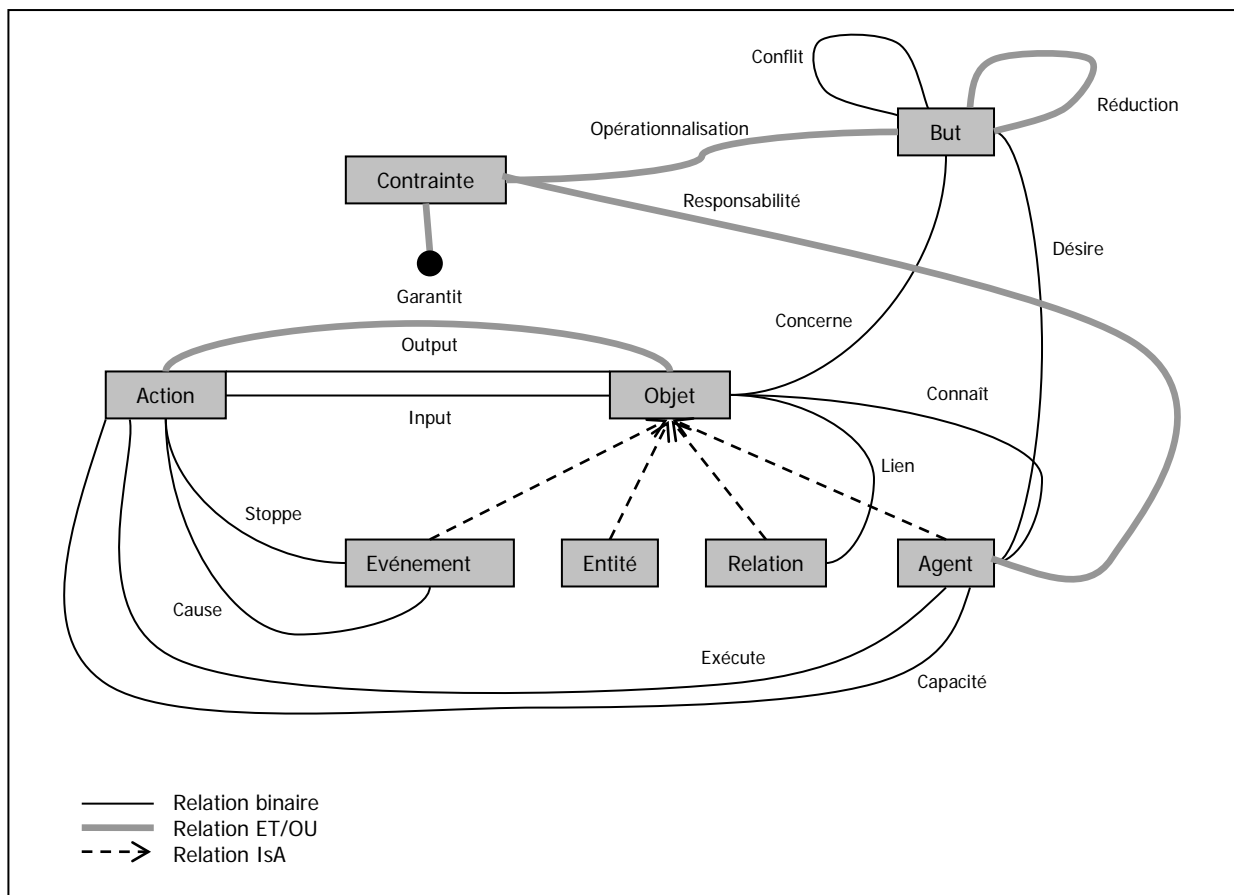 Conflit
But
Réduction
Opérationnalisation
Contrainte
Responsabilité
Désire
Garantit
Concerne
Output
Action
Objet
Connaît
Input
Lien
Stoppe
Evénement
Entité
Relation
Agent
Cause
Exécute
Capacité
Relation binaire
Relation ET/OU
Relation IsA